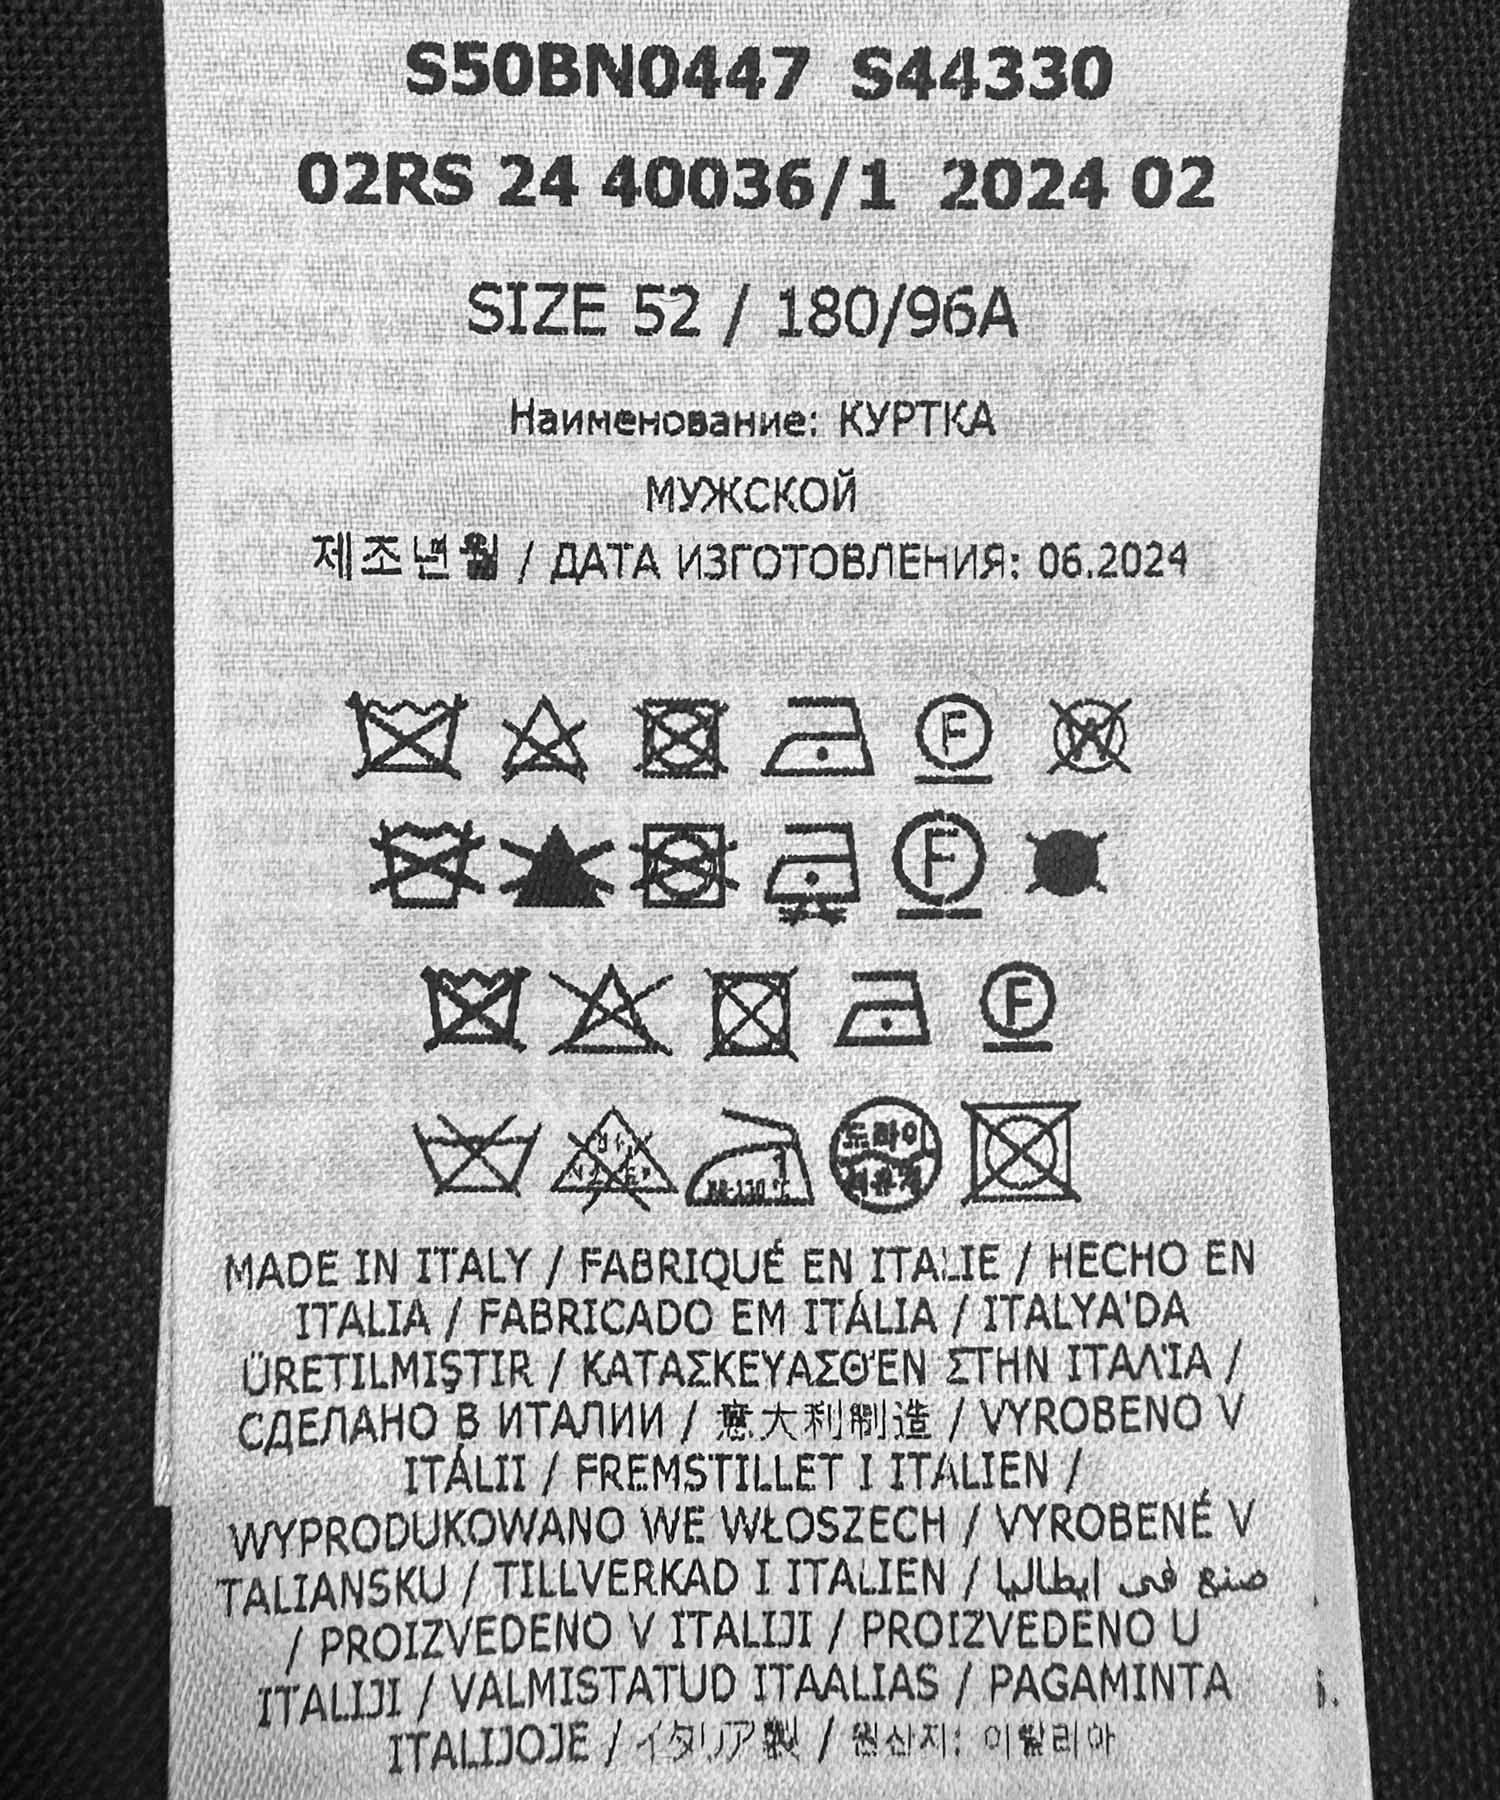 S50BN0447 S44330
02RS 24 40036/1 2024 02
SIZE 52 / 180/96A
Наименование: КУРТКА
МУЖСКОЙ
제조년월 / ДАТА ИЗГОТОВЛЕНИЯ: 06.2024
F W
F
F
드라이
MADE IN ITALY / FABRIQUÉ EN ITALIE / HECHO EN
ITALIA / FABRICADO EM ITÁLIA / ITALYA'DA
ÜRETILMIŞTIR / ΚΑΤΑΣΚΕΥΑΣΘΈΝ ΣΤΗΝ ΙΤΑΛΊΑ /
СДЕЛАНО В ИТАЛИИ / 意大利制造 / VYROBENO V
ITÁLII / FREMSTILLET I ITALIEN /
WYPRODUKOWANO WE WŁOSZECH / VYROBENÉ V
TALIANSKU / TILLVERKAD I ITALIEN / صنع في ايطاليا
/ PROIZVEDENO V ITALIJI / PROIZVEDENO U
ITALIJI / VALMISTATUD ITAALIAS / PAGAMINTA
ITALIJOJE / イタリア製 / 원산지: 이탈리아